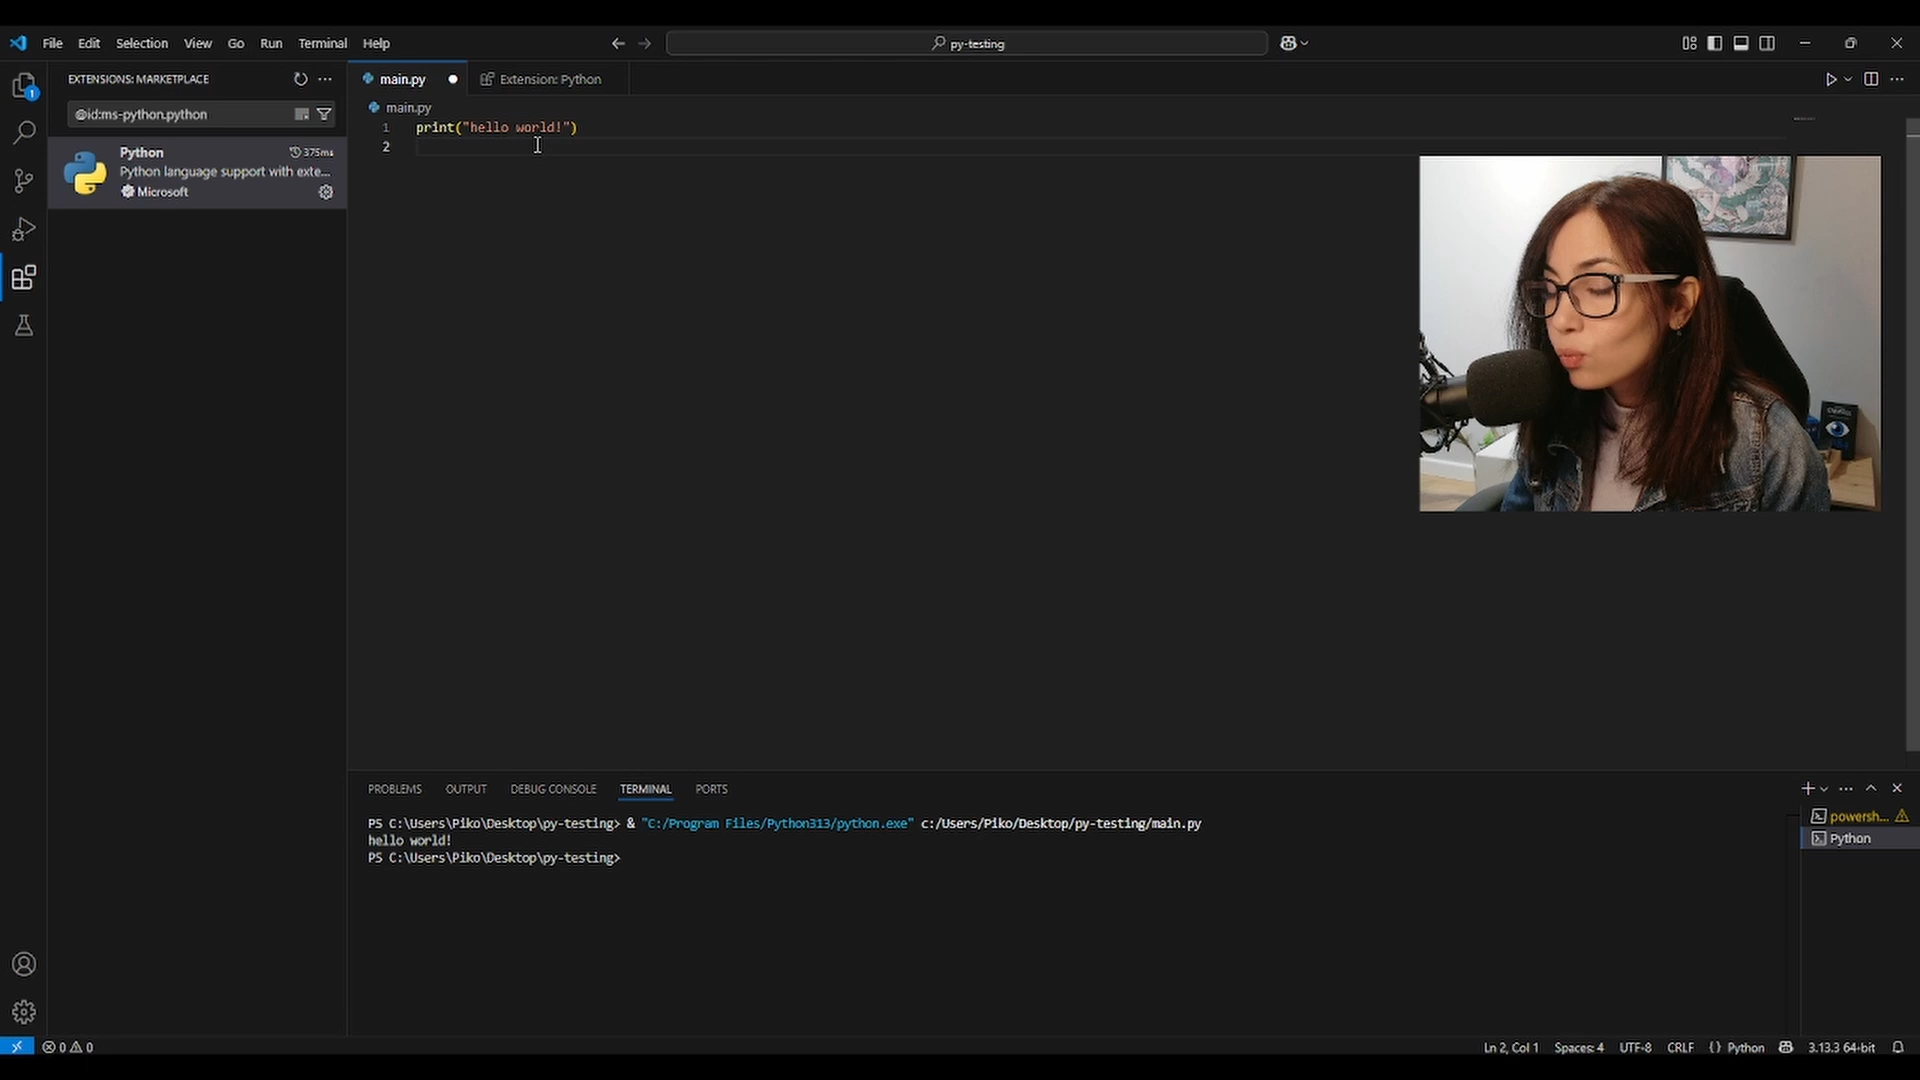 File Edit Selection View Go Run Terminal Help
py-testing
EXTENSIONS: MARKETPLACE
@id:ms-python.python
Python 375ms
Python language support with exte...
Microsoft
main.py
Extension: Python
main.py
1 print("hello world!")
2
PROBLEMS OUTPUT DEBUG CONSOLE TERMINAL PORTS
PS C:\Users\Piko\Desktop\py-testing> & "C:/Program Files/Python313/python.exe" c:/Users/Piko/Desktop/py-testing/main.py
hello world!
PS C:\Users\Piko\Desktop\py-testing>
powersh...
Python
1
0 0
Ln 2, Col 1 Spaces: 4 UTF-8 CRLF {} Python 3.13.3 64-bit